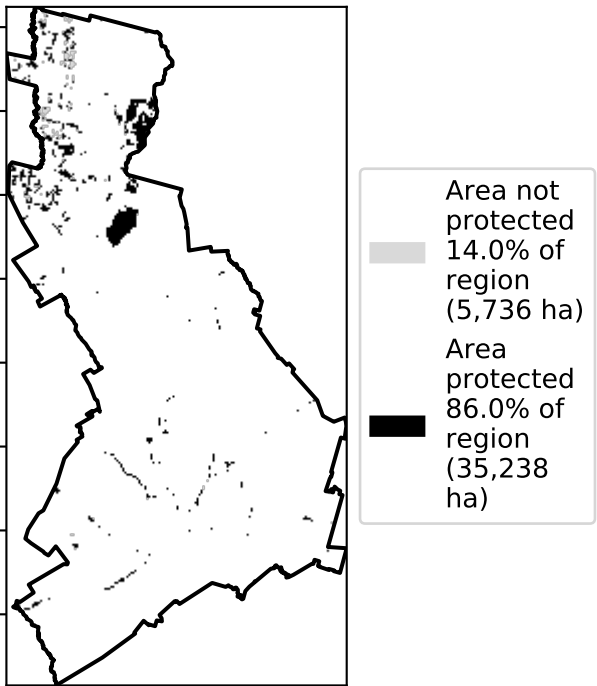 Area not
protected
14.0% of
region
(5,736 ha)
Area
protected
86.0% of
region
(35,238
ha)